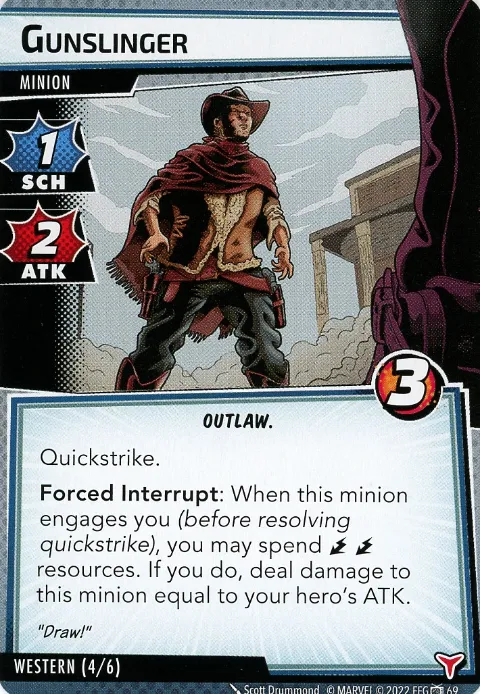 GUNSLINGER
MINION
1
SCH
2
ATK
3
OUTLAW.
Quickstrike.
Forced Interrupt: When this minion
engages you (before resolving
quickstrike), you may spend
resources. If you do, deal damage to
this minion equal to your hero's ATK.
"Draw!"
WESTERN (4/6)
Scott Drummond © MARVEL © 2022 FFG 69